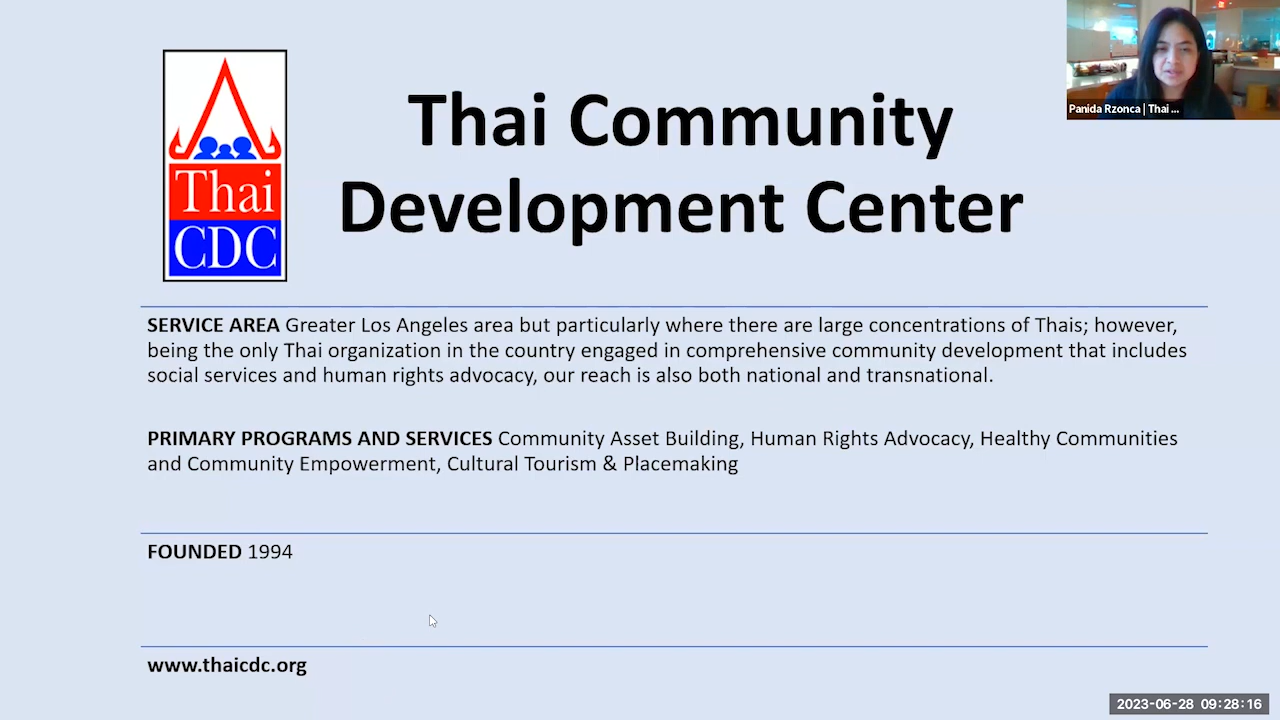 Thai Community
Development Center
Thai
CDC
Panida Rzonca | Thai ...
SERVICE AREA Greater Los Angeles area but particularly where there are large concentrations of Thais; however,
being the only Thai organization in the country engaged in comprehensive community development that includes
social services and human rights advocacy, our reach is also both national and transnational.
PRIMARY PROGRAMS AND SERVICES Community Asset Building, Human Rights Advocacy, Healthy Communities
and Community Empowerment, Cultural Tourism & Placemaking
FOUNDED 1994
www.thaicdc.org
2023-06-28 09:28:16